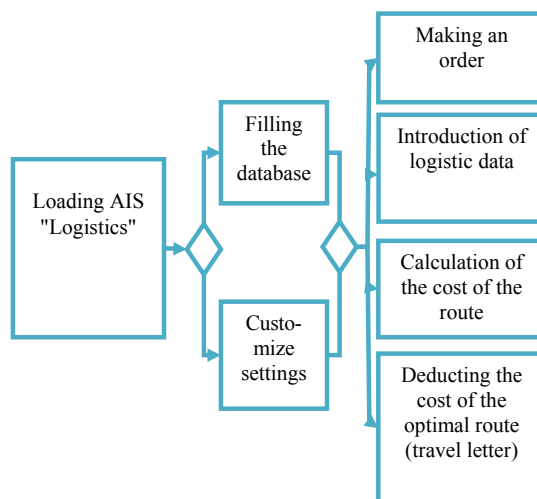 Loading AIS
"Logistics"
Filling
the
database
Custo-
mize
settings
Making an
order
Introduction of
logistic data
Calculation of
the cost of the
route
Deducting the
cost of the
optimal route
(travel letter)